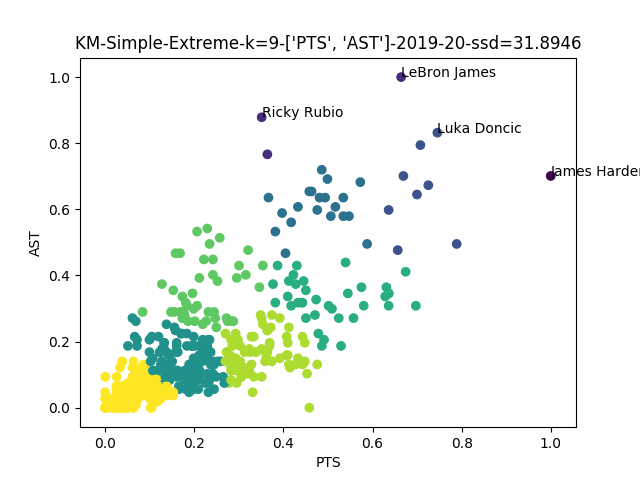 KM-Simple-Extreme-k=9-['PTS', 'AST']-2019-20-ssd=31.8946
1.0
LeBron James
Ricky Rubio
Luka Doncic
0.8
James Harden
0.6
AST
0.4
0.2
0.0
0.0 0.2 0.4 0.6 0.8 1.0
PTS